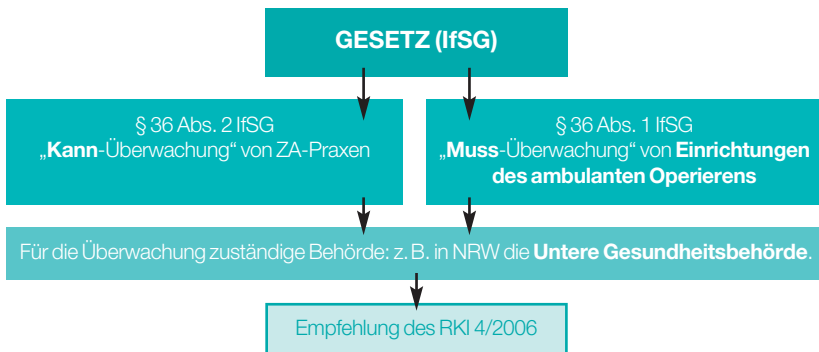 GESETZ (IfSG)
§ 36 Abs. 2 IfSG
„Kann-Überwachung“ von ZA-Praxen
§ 36 Abs. 1 IfSG
„Muss-Überwachung“ von Einrichtungen
des ambulanten Operierens
Für die Überwachung zuständige Behörde: z. B. in NRW die Untere Gesundheitsbehörde.
Empfehlung des RKI 4/2006